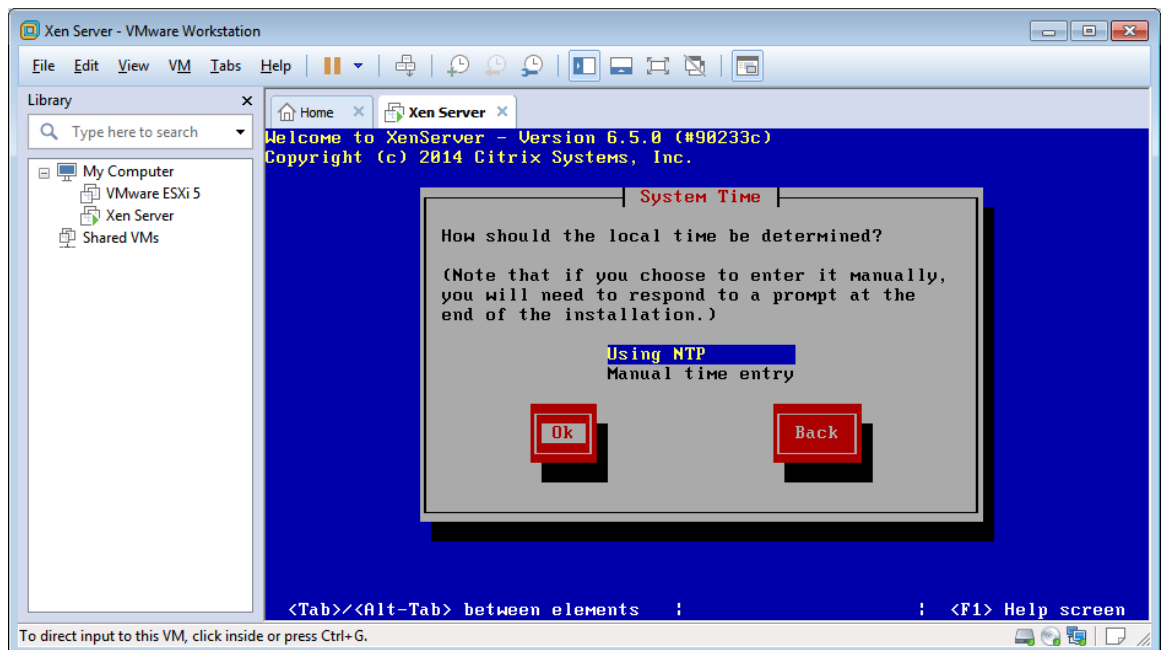 Xen Server - VMware Workstation
File Edit View VM Tabs Help
Library
Type here to search
My Computer
VMware ESXi 5
Xen Server
Shared VMs
Home Xen Server
Welcome to XenServer - Version 6.5.0 (#90233c)
Copyright (c) 2014 Citrix Systems, Inc.
System Time
How should the local time be determined?
(Note that if you choose to enter it manually,
you will need to respond to a prompt at the
end of the installation.)
Using NTP
Manual time entry
Ok Back
<Tab>/<Alt-Tab> between elements ¦ ¦ <F1> Help screen
To direct input to this VM, click inside or press Ctrl+G.